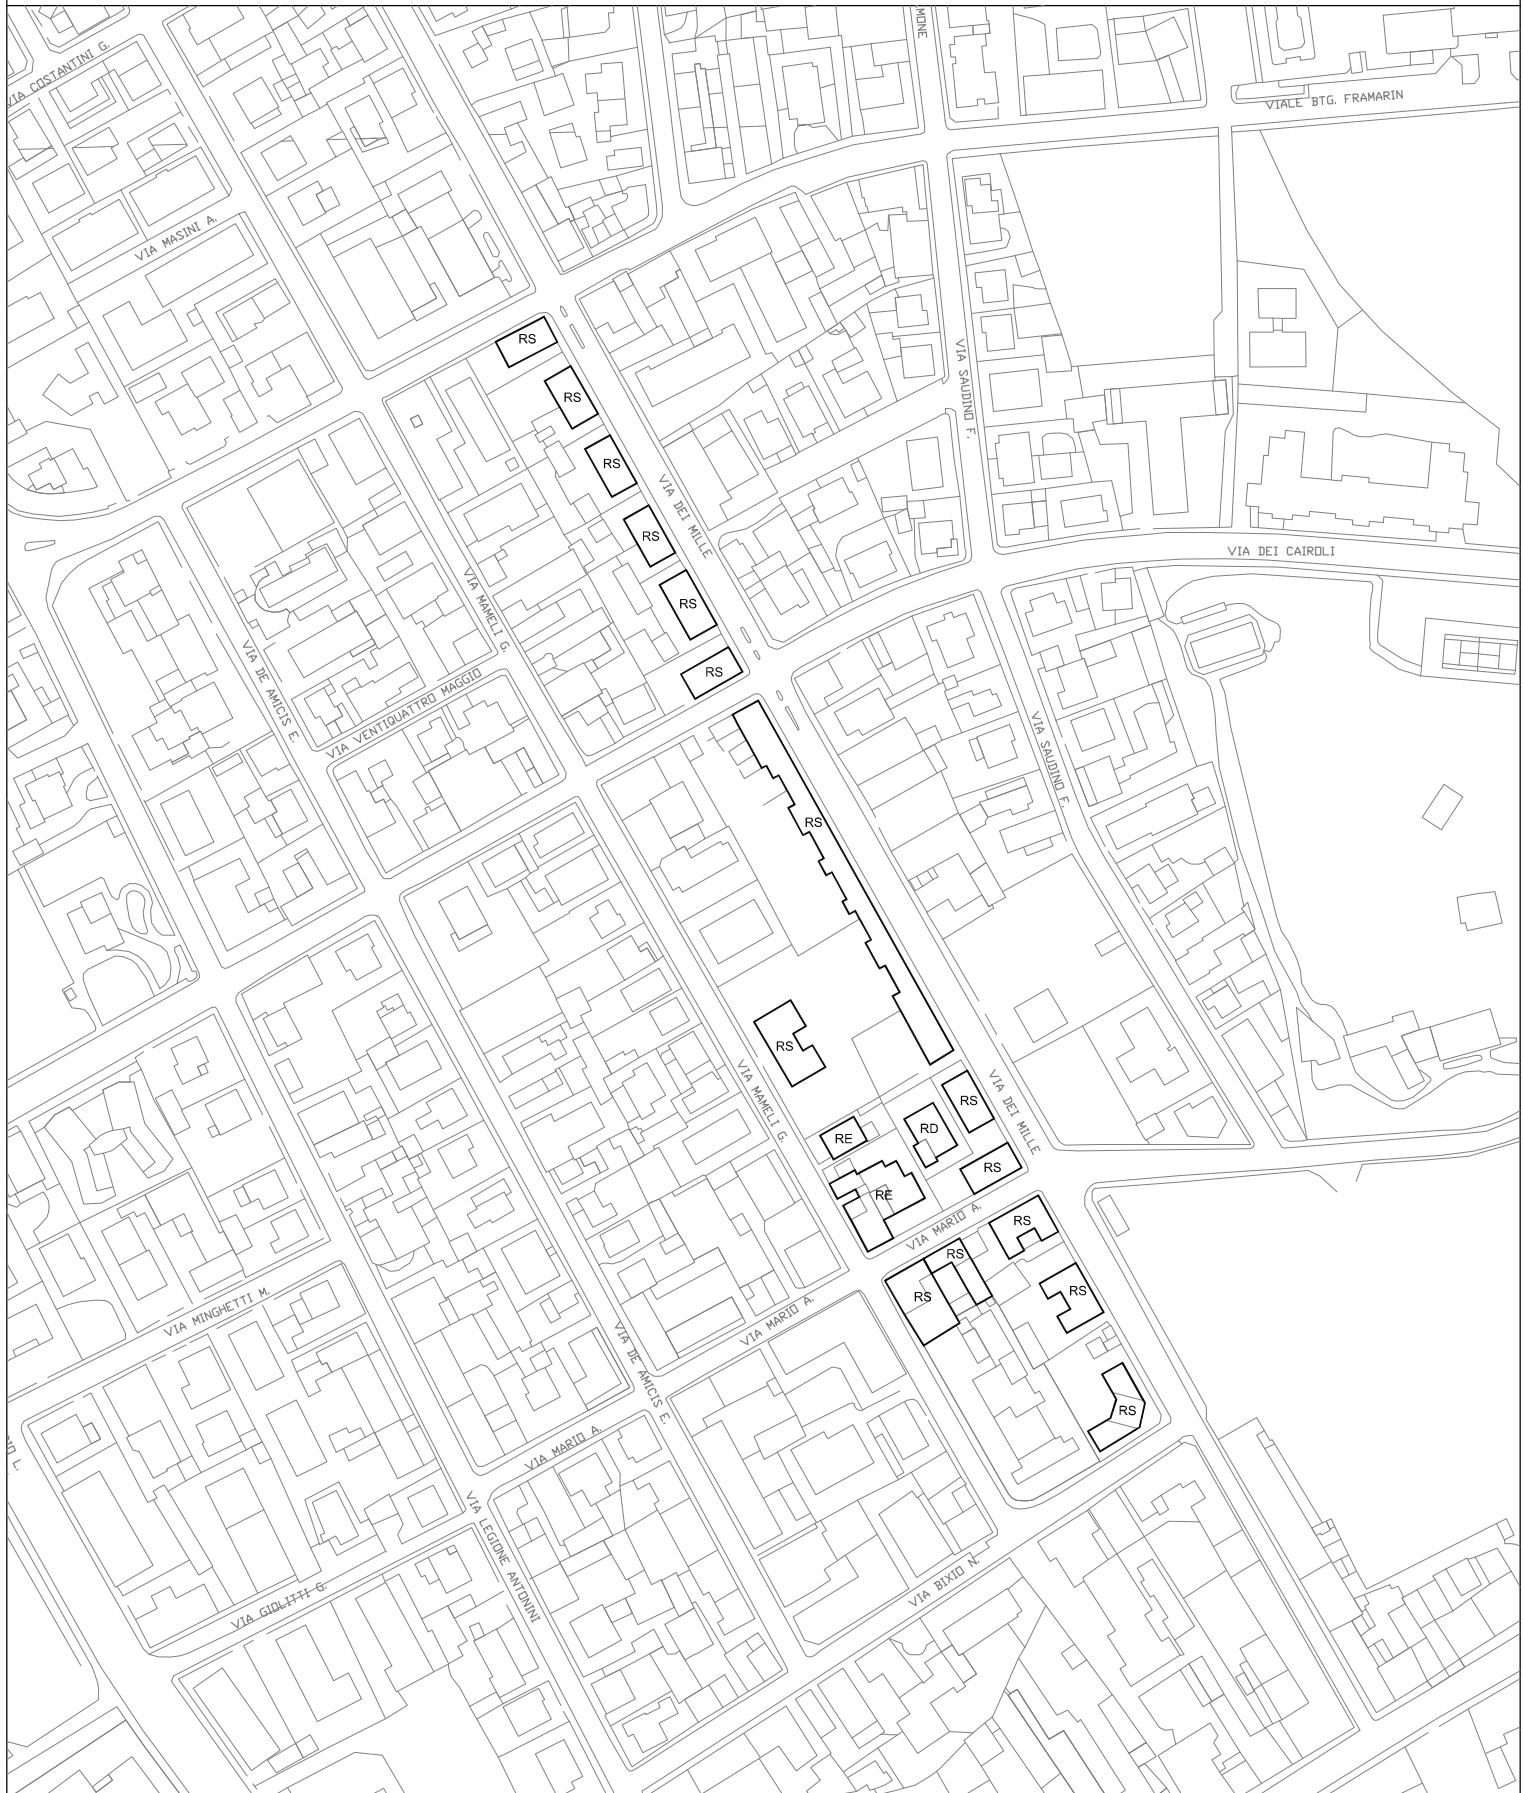 VIA COSTANTINI G.
MONE
VIALE BTG. FRAMARIN
VIA MASINI A.
RS
VIA SAUDINO F.
RS
RS
VIA DEI MILLE
RS
VIA DEI CAIROLI
VIA MAMELI G.
RS
VIA DE AMICIS E.
RS
VIA VENTIQUATTRO MAGGIO
VIA SAUDINO F.
RS
RS
VIA MAMELI G.
VIA DEI MILLE
RS
RD
RE
RS
RE
VIA MARIO A.
RS
RS
RS
RS
VIA MINGHETTI M.
VIA MARIO A.
VIA DE AMICIS E.
RS
VIA MARIO A.
VIA LEGIONE ANTONINI
VIA BIXIO N.
VIA GIOLITTI G.